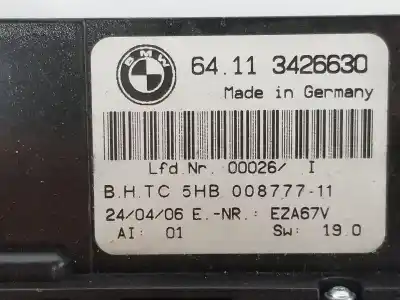 BMW
64.11 3426630
Made in Germany
Lfd.Nr. 00026/ I
B.H.TC 5HB 008777-11
24/04/06 E.-NR.: EZA67V
AI: 01 Sw: 19.0